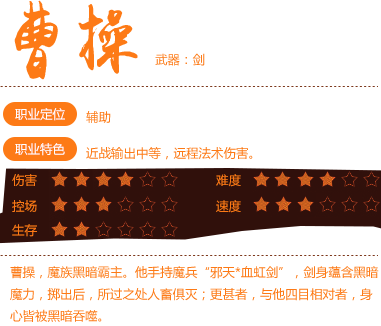 曹操
武器：剑
职业定位 辅助
职业特色 近战输出中等，远程法术伤害。
伤害 ★★★★☆☆ 难度 ★★★★☆☆
控场 ★★★☆☆☆ 速度 ★★★☆☆☆
生存 ★★☆☆☆☆
曹操，魔族黑暗霸主。他手持魔兵“邪天*血虹剑”，剑身蕴含黑暗
魔力，掷出后，所过之处人畜俱灭；更甚者，与他四目相对者，身
心皆被黑暗吞噬。